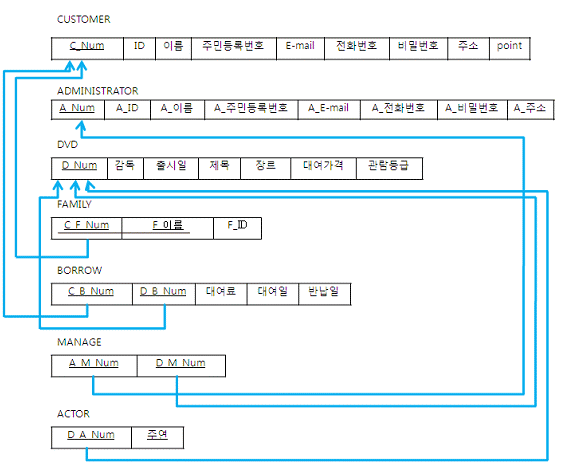 CUSTOMER
C_Num ID 이름 주민등록번호 E-mail 전화번호 비밀번호 주소 point
ADMINISTRATOR
A_Num A_ID A_이름 A_주민등록번호 A_E-mail A_전화번호 A_비밀번호 A_주소
DVD
D_Num 감독 출시일 제목 장르 대여가격 관람등급
FAMILY
C_F_Num F_이름 F_ID
BORROW
C_B_Num D_B_Num 대여료 대여일 반납일
MANAGE
A_M_Num D_M_Num
ACTOR
D_A_Num 주연